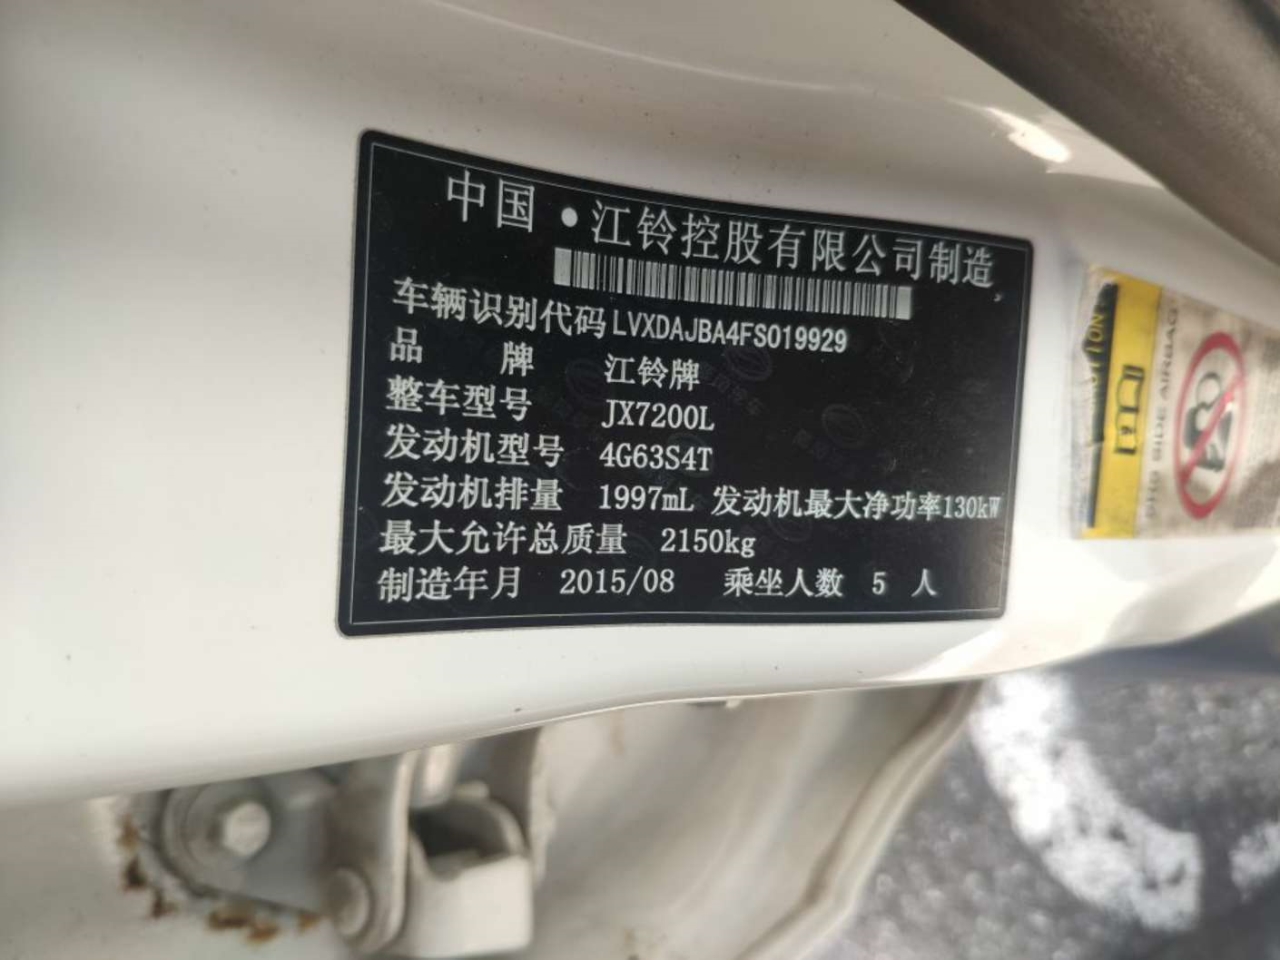 中国·江铃控股有限公司制造
车辆识别代码 LVXDAJBA4FS019929
品 牌 江铃牌
整车型号 JX7200L
发动机型号 4G63S4T
发动机排量 1997mL 发动机最大净功率130kW
最大允许总质量 2150kg
制造年月 2015/08 乘坐人数 5 人
SIDE AIRBAG